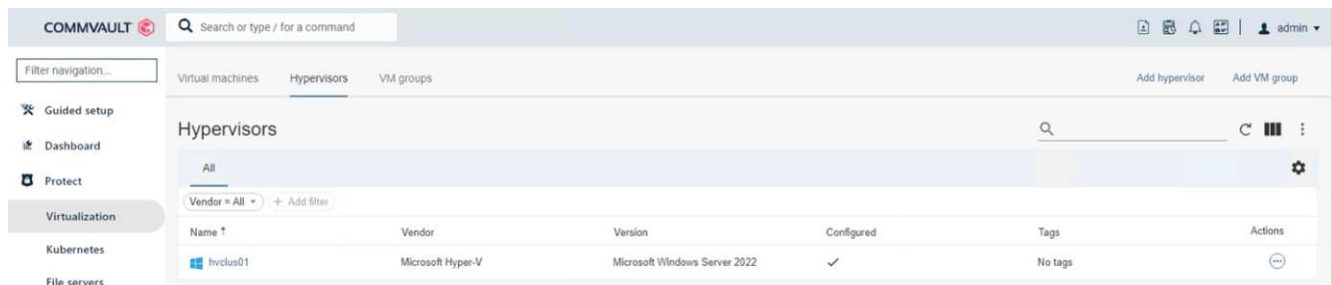 COMMVAULT
Search or type / for a command
admin
Filter navigation...
Virtual machines Hypervisors VM groups Add hypervisor Add VM group
Guided setup
Hypervisors
Dashboard
All
Protect
Vendor = All + Add filter
Virtualization
Name ↑ Vendor Version Configured Tags Actions
Kubernetes
hvclus01 Microsoft Hyper-V Microsoft Windows Server 2022 ✓ No tags
File servers